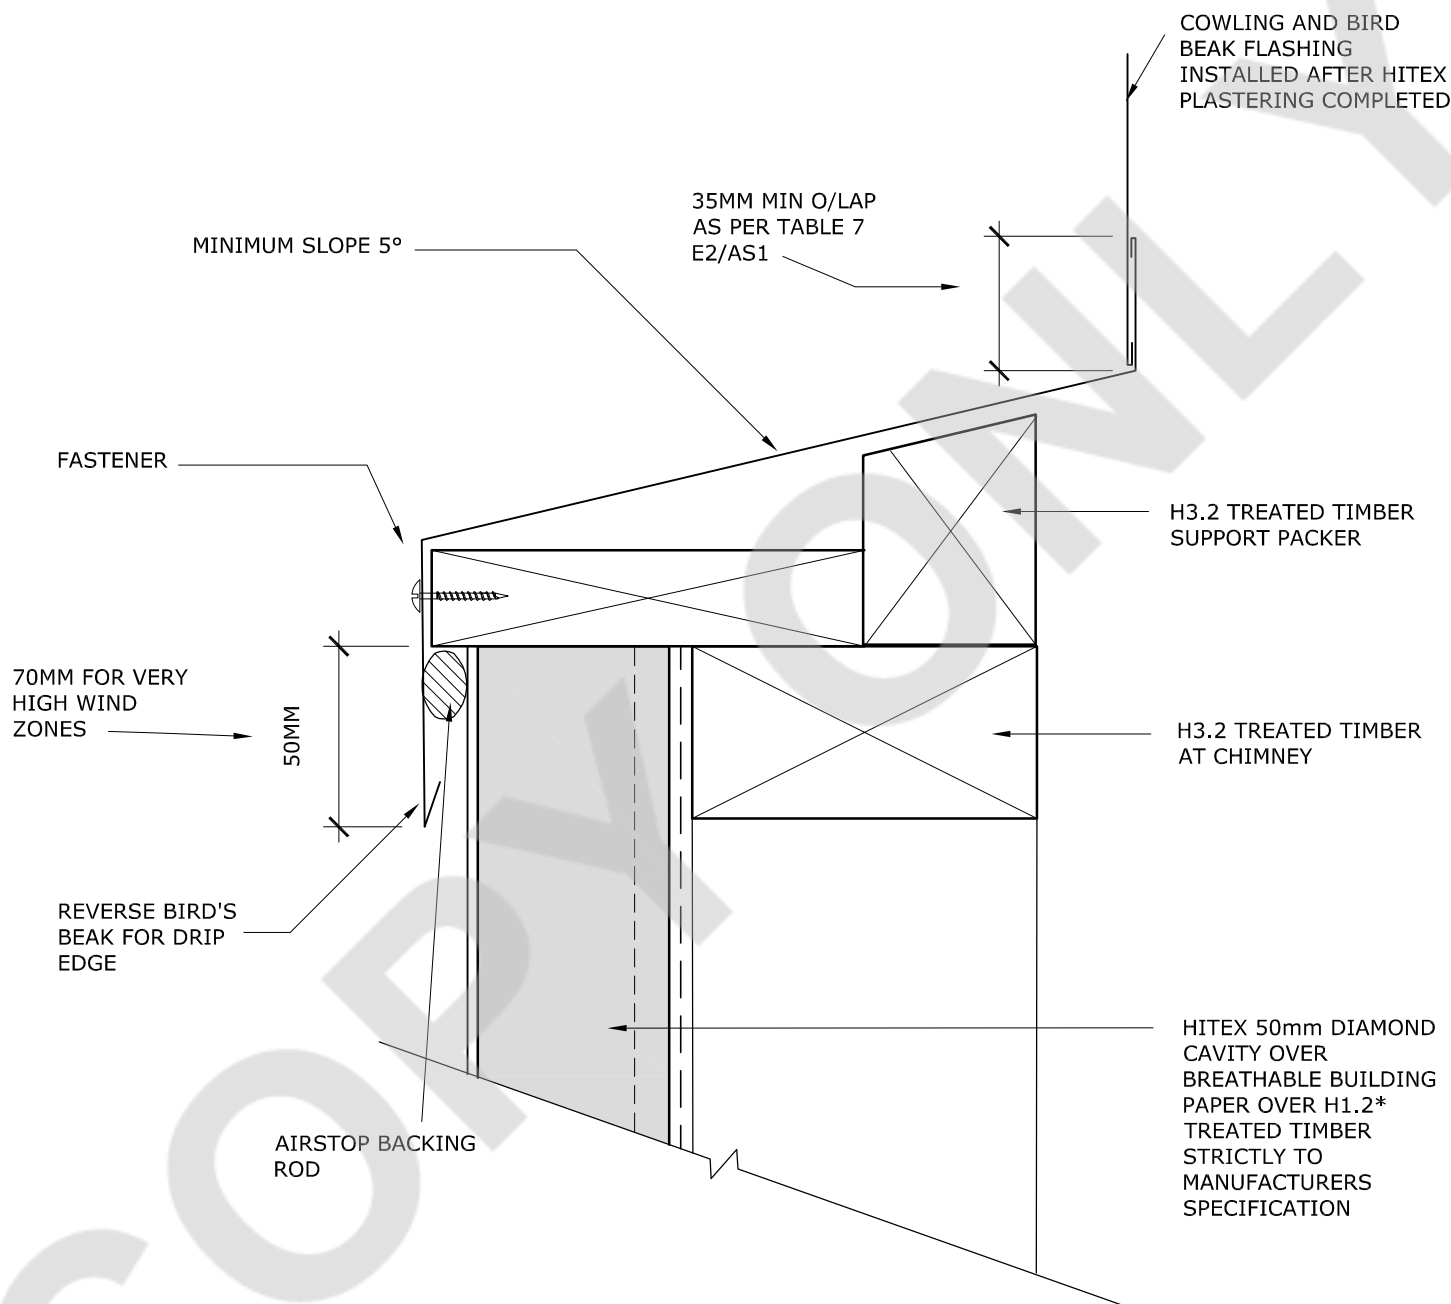 COWLING AND BIRD
BEAK FLASHING
INSTALLED AFTER HITEX
PLASTERING COMPLETED
35MM MIN O/LAP
AS PER TABLE 7
E2/AS1
MINIMUM SLOPE 5°
FASTENER
H3.2 TREATED TIMBER
SUPPORT PACKER
70MM FOR VERY
HIGH WIND
ZONES
50MM
H3.2 TREATED TIMBER
AT CHIMNEY
REVERSE BIRD'S
BEAK FOR DRIP
EDGE
AIRSTOP BACKING
ROD
HITEX 50mm DIAMOND
CAVITY OVER
BREATHABLE BUILDING
PAPER OVER H1.2*
TREATED TIMBER
STRICTLY TO
MANUFACTURERS
SPECIFICATION
COPY ONLY